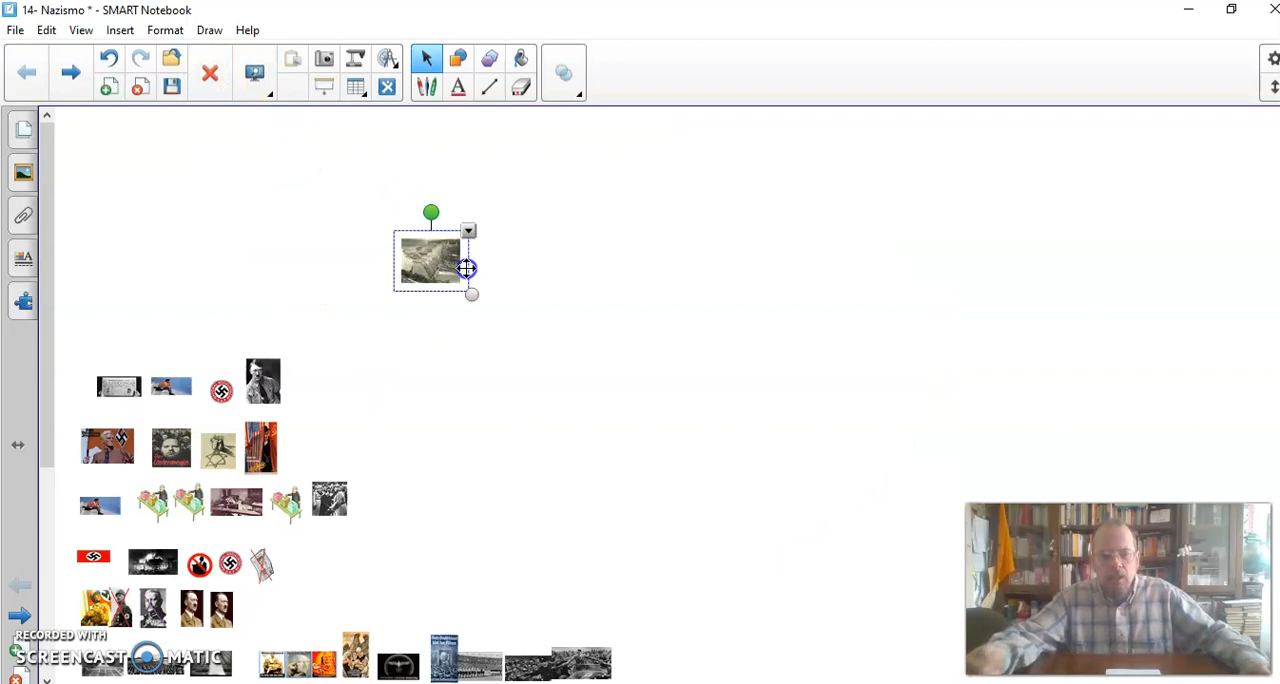 14- Nazismo * - SMART Notebook
File Edit View Insert Format Draw Help
RECORDED WITH
SCREENCAST MATIC